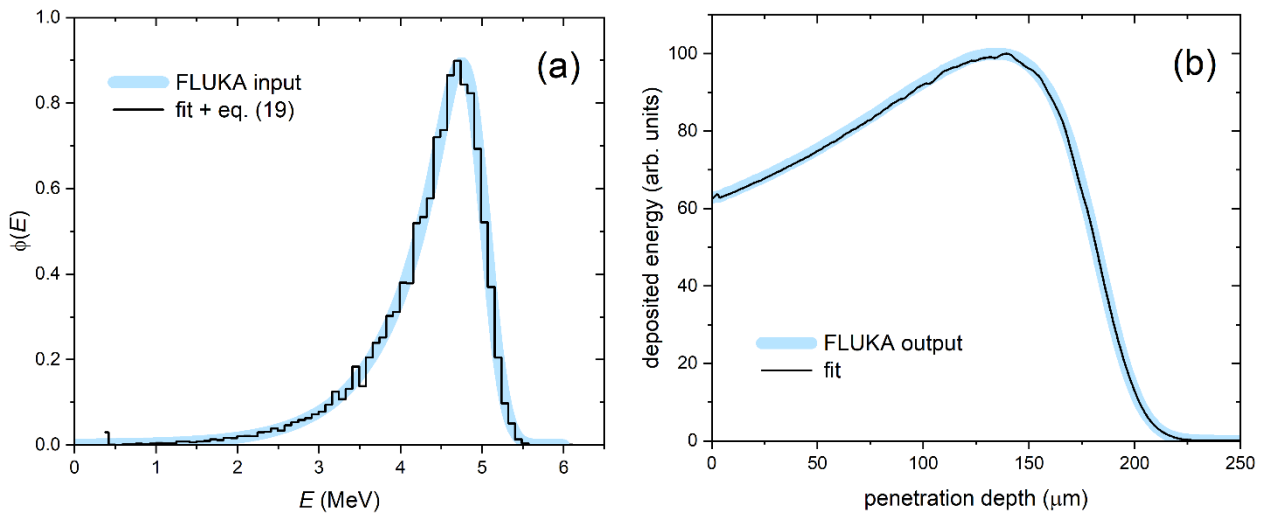 1.0
0.8
0.6
0.4
0.2
0.0
0 1 2 3 4 5 6
ϕ(E)
E (MeV)
FLUKA input
fit + eq. (19)
(a)
100
80
60
40
20
0
0 50 100 150 200 250
deposited energy (arb. units)
penetration depth (μm)
FLUKA output
fit
(b)